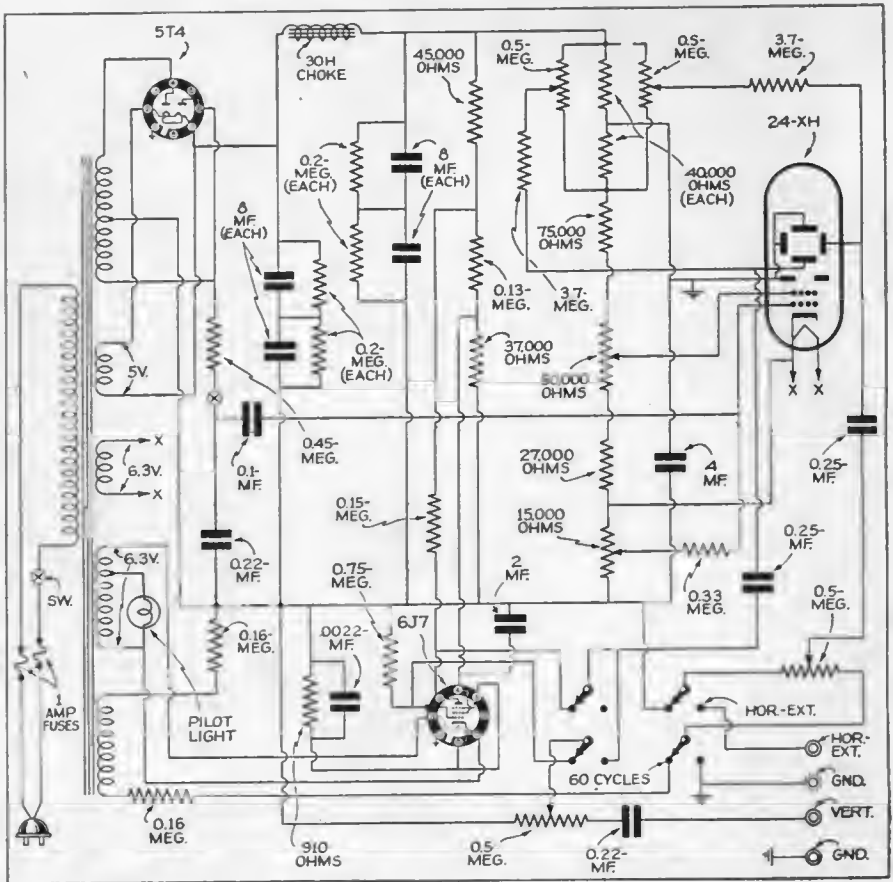 5T4
30H
CHOKE
45,000
OHMS
0.5-
MEG.
0.5-
MEG.
3.7-
MEG.
24-XH
0.2-
MEG.
(EACH)
8
MF.
(EACH)
40,000
OHMS
(EACH)
8
MF.
(EACH)
75,000
OHMS
0.13-
MEG.
3.7-
MEG.
0.2-
MEG.
(EACH)
37,000
OHMS
50,000
OHMS
5V.
X
X
X
6.3V.
X
0.1-
MF.
0.45-
MEG.
27,000
OHMS
4
MF.
0.25-
MF.
0.15-
MEG.
15,000
OHMS
0.22-
MF.
0.33
MEG.
0.25-
MF.
6.3V.
SW.
0.75-
MEG.
2
MF.
0.5-
MEG.
6J7
0.16-
MEG.
.0022-
MF.
1
AMP
FUSES
PILOT
LIGHT
HOR.-EXT.
HOR.-
EXT.
60 CYCLES
GND.
0.16
MEG.
910
OHMS
0.5
MEG.
0.22-
MF.
VERT.
GND.